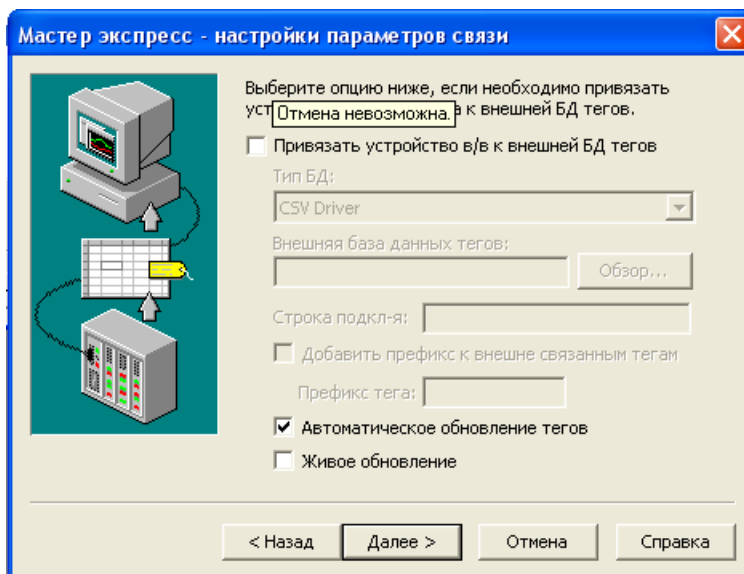 Мастер экспресс - настройки параметров связи
Выберите опцию ниже, если необходимо привязать
уст
Отмена невозможна.
а к внешней БД тегов.
Привязать устройство в/в к внешней БД тегов
Тип БД:
CSV Driver
Внешняя база данных тегов:
Обзор...
Строка подкл-я:
Добавить префикс к внешне связанным тегам
Префикс тега:
Автоматическое обновление тегов
Живое обновление
< Назад
Далее >
Отмена
Справка